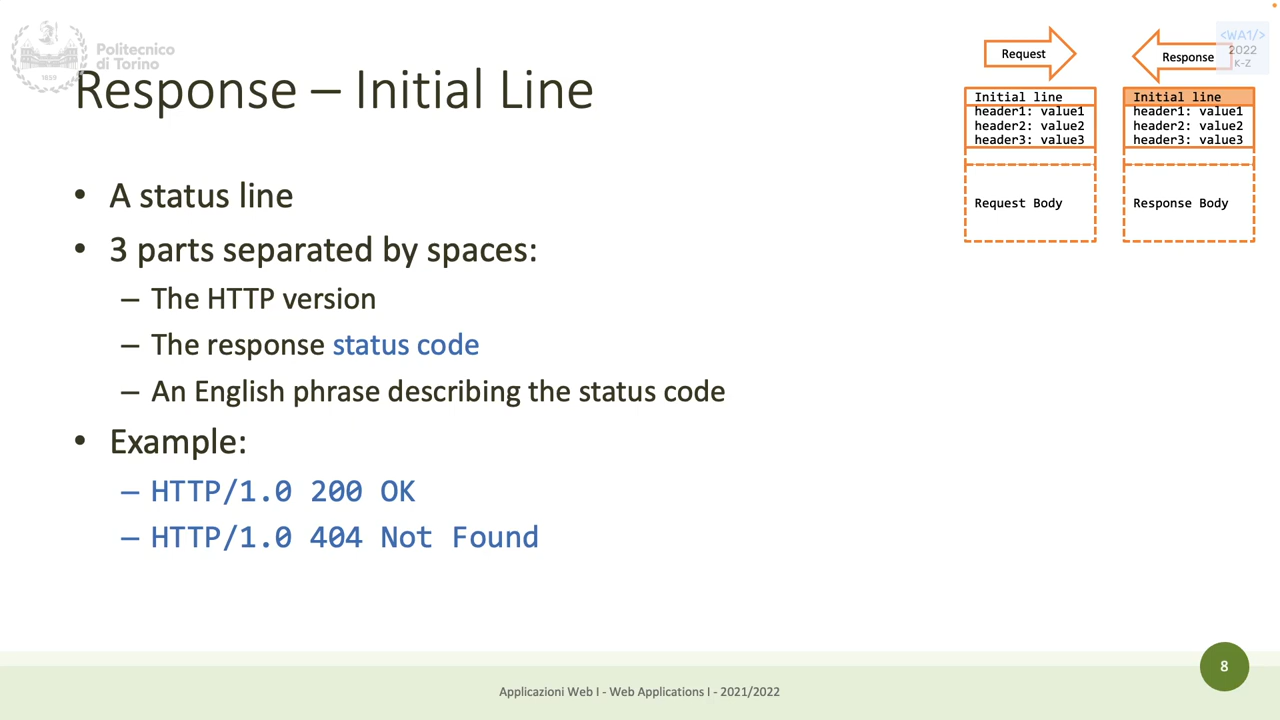 Politecnico
di Torino
1859
Response – Initial Line
• A status line
• 3 parts separated by spaces:
– The HTTP version
– The response status code
– An English phrase describing the status code
• Example:
– HTTP/1.0 200 OK
– HTTP/1.0 404 Not Found
Request
Initial line
header1: value1
header2: value2
header3: value3
Request Body
Response
Initial line
header1: value1
header2: value2
header3: value3
Response Body
<WA1/>
2022
K-Z
Applicazioni Web I - Web Applications I - 2021/2022
8